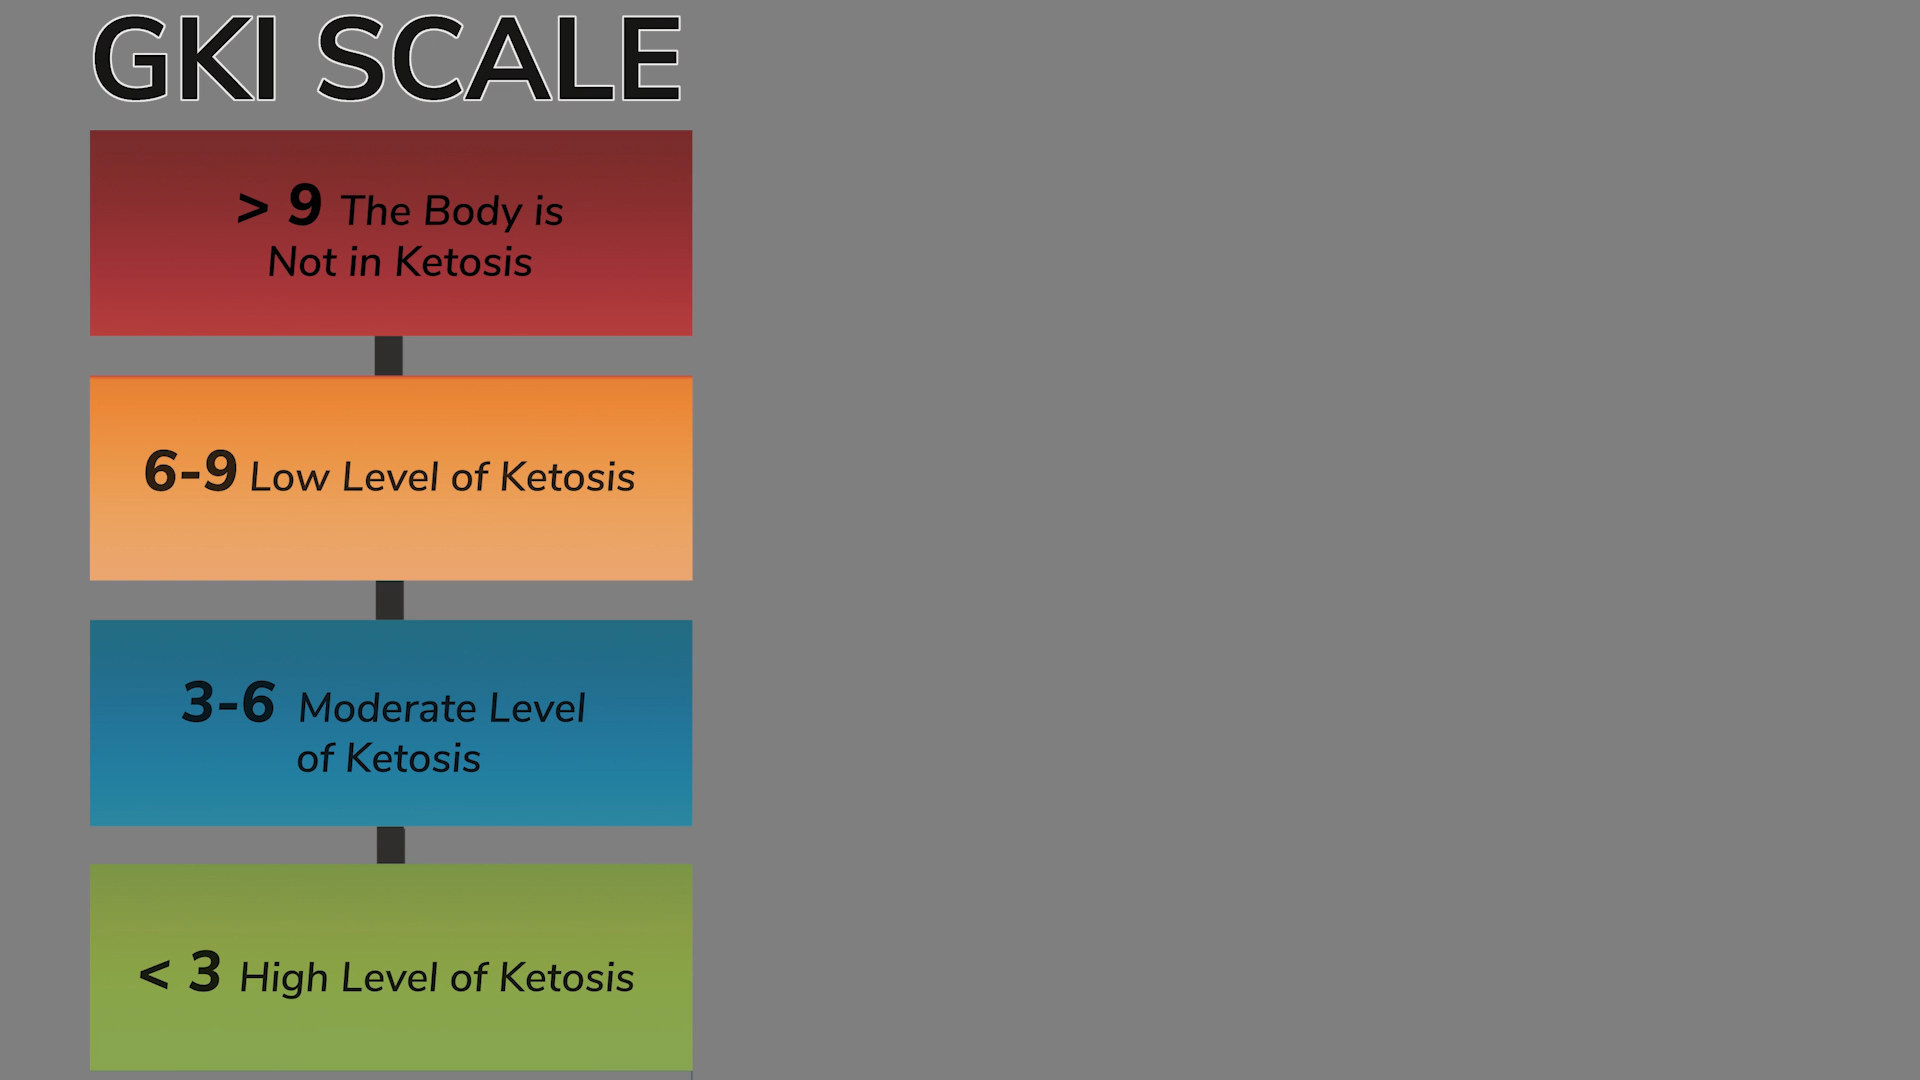 GKI SCALE
> 9 The Body is
Not in Ketosis
6-9 Low Level of Ketosis
3-6 Moderate Level
of Ketosis
< 3 High Level of Ketosis